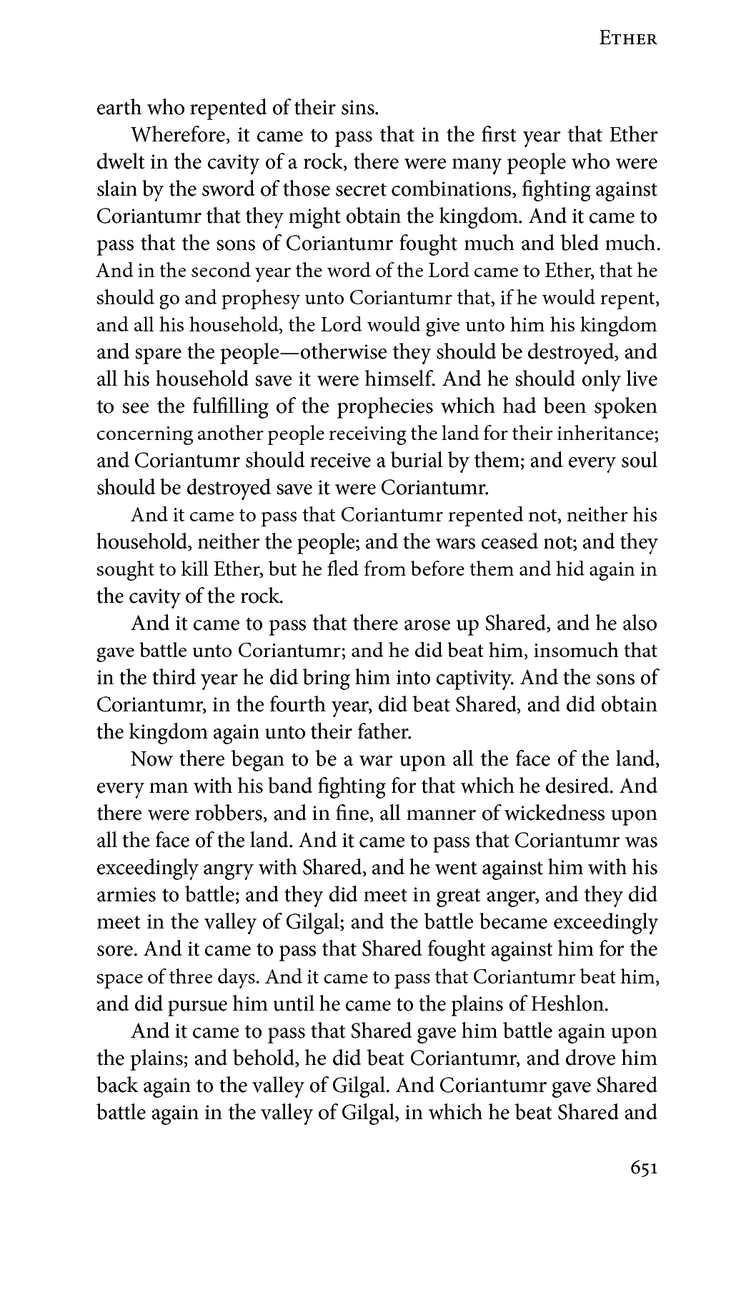 Ether
earth who repented of their sins.
Wherefore, it came to pass that in the first year that Ether
dwelt in the cavity of a rock, there were many people who were
slain by the sword of those secret combinations, fighting against
Coriantumr that they might obtain the kingdom. And it came to
pass that the sons of Coriantumr fought much and bled much.
And in the second year the word of the Lord came to Ether, that he
should go and prophesy unto Coriantumr that, if he would repent,
and all his household, the Lord would give unto him his kingdom
and spare the people—otherwise they should be destroyed, and
all his household save it were himself. And he should only live
to see the fulfilling of the prophecies which had been spoken
concerning another people receiving the land for their inheritance;
and Coriantumr should receive a burial by them; and every soul
should be destroyed save it were Coriantumr.
And it came to pass that Coriantumr repented not, neither his
household, neither the people; and the wars ceased not; and they
sought to kill Ether, but he fled from before them and hid again in
the cavity of the rock.
And it came to pass that there arose up Shared, and he also
gave battle unto Coriantumr; and he did beat him, insomuch that
in the third year he did bring him into captivity. And the sons of
Coriantumr, in the fourth year, did beat Shared, and did obtain
the kingdom again unto their father.
Now there began to be a war upon all the face of the land,
every man with his band fighting for that which he desired. And
there were robbers, and in fine, all manner of wickedness upon
all the face of the land. And it came to pass that Coriantumr was
exceedingly angry with Shared, and he went against him with his
armies to battle; and they did meet in great anger, and they did
meet in the valley of Gilgal; and the battle became exceedingly
sore. And it came to pass that Shared fought against him for the
space of three days. And it came to pass that Coriantumr beat him,
and did pursue him until he came to the plains of Heshlon.
And it came to pass that Shared gave him battle again upon
the plains; and behold, he did beat Coriantumr, and drove him
back again to the valley of Gilgal. And Coriantumr gave Shared
battle again in the valley of Gilgal, in which he beat Shared and
651